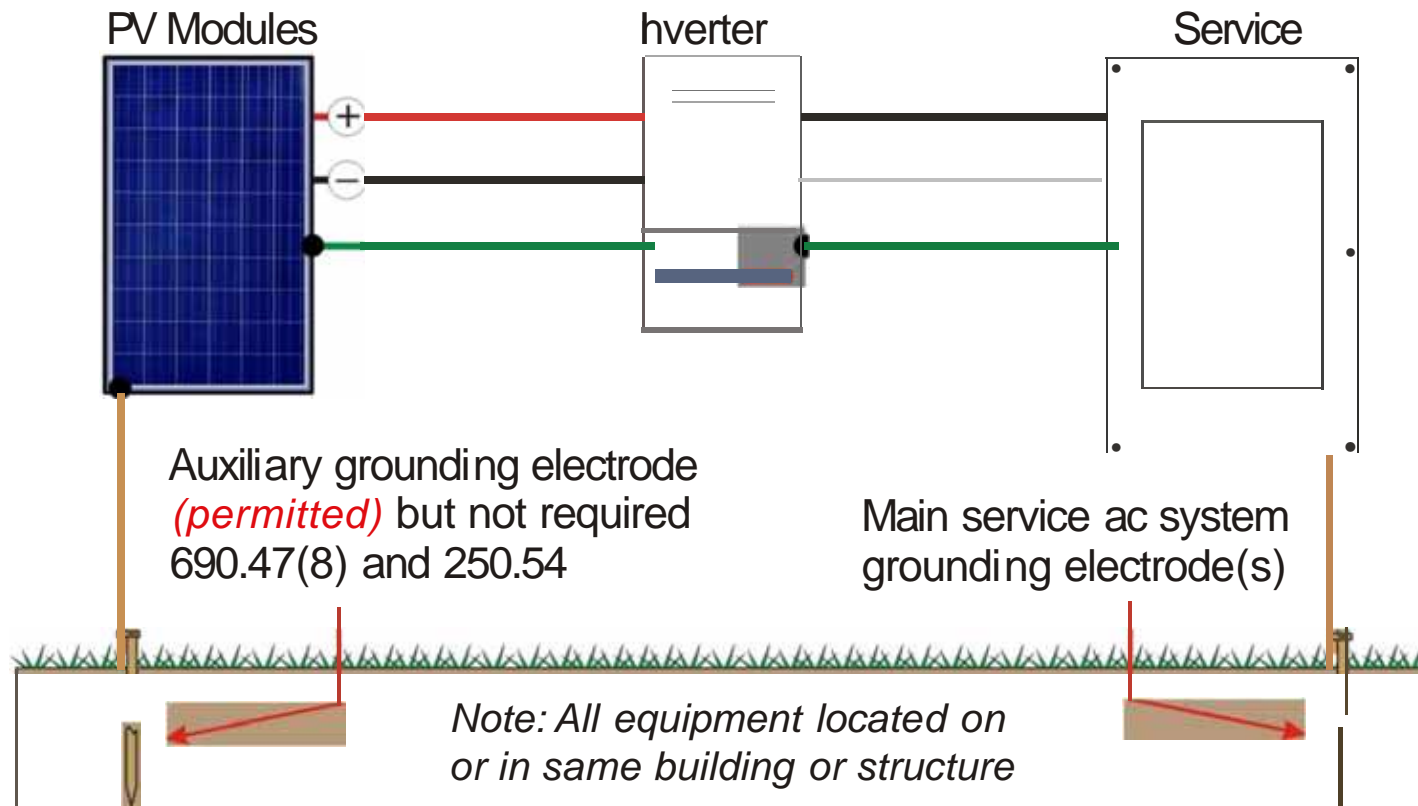 PV Modules
hverter
Service
+
−
Auxiliary grounding electrode
(permitted) but not required
690.47(8) and 250.54
Main service ac system
grounding electrode(s)
Note: All equipment located on
or in same building or structure